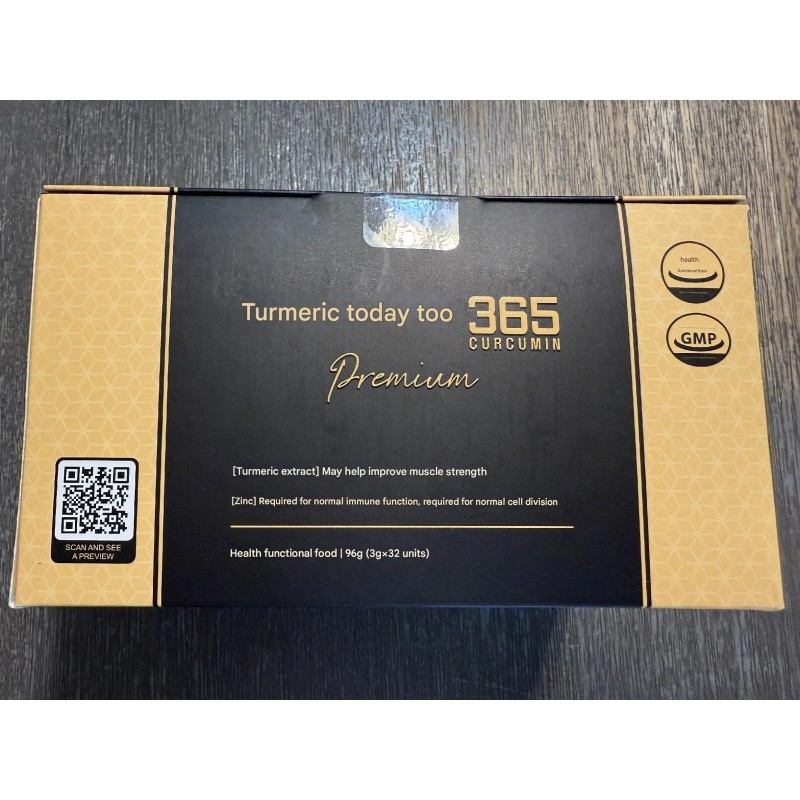 Turmeric today too 365
CURCUMIN
Premium
[Turmeric extract] May help improve muscle strength
[Zinc] Required for normal immune function, required for normal cell division
Health functional food | 96g (3g×32 units)
health
functional food
GMP
SCAN AND SEE
A PREVIEW